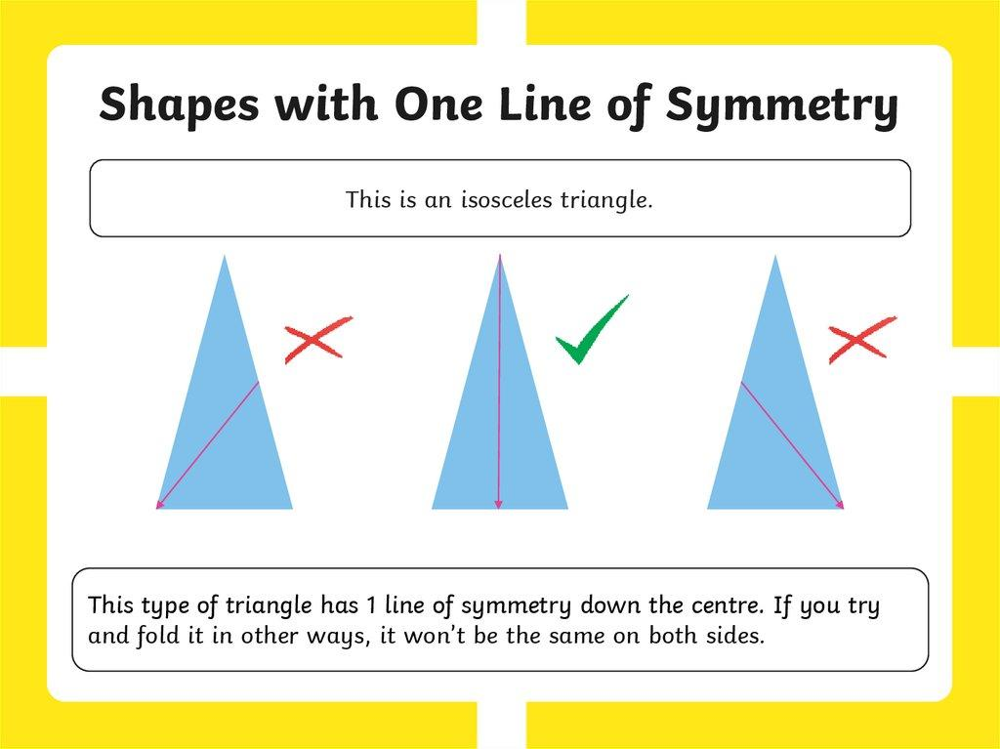 Shapes with One Line of Symmetry
This is an isosceles triangle.
This type of triangle has 1 line of symmetry down the centre. If you try
and fold it in other ways, it won't be the same on both sides.